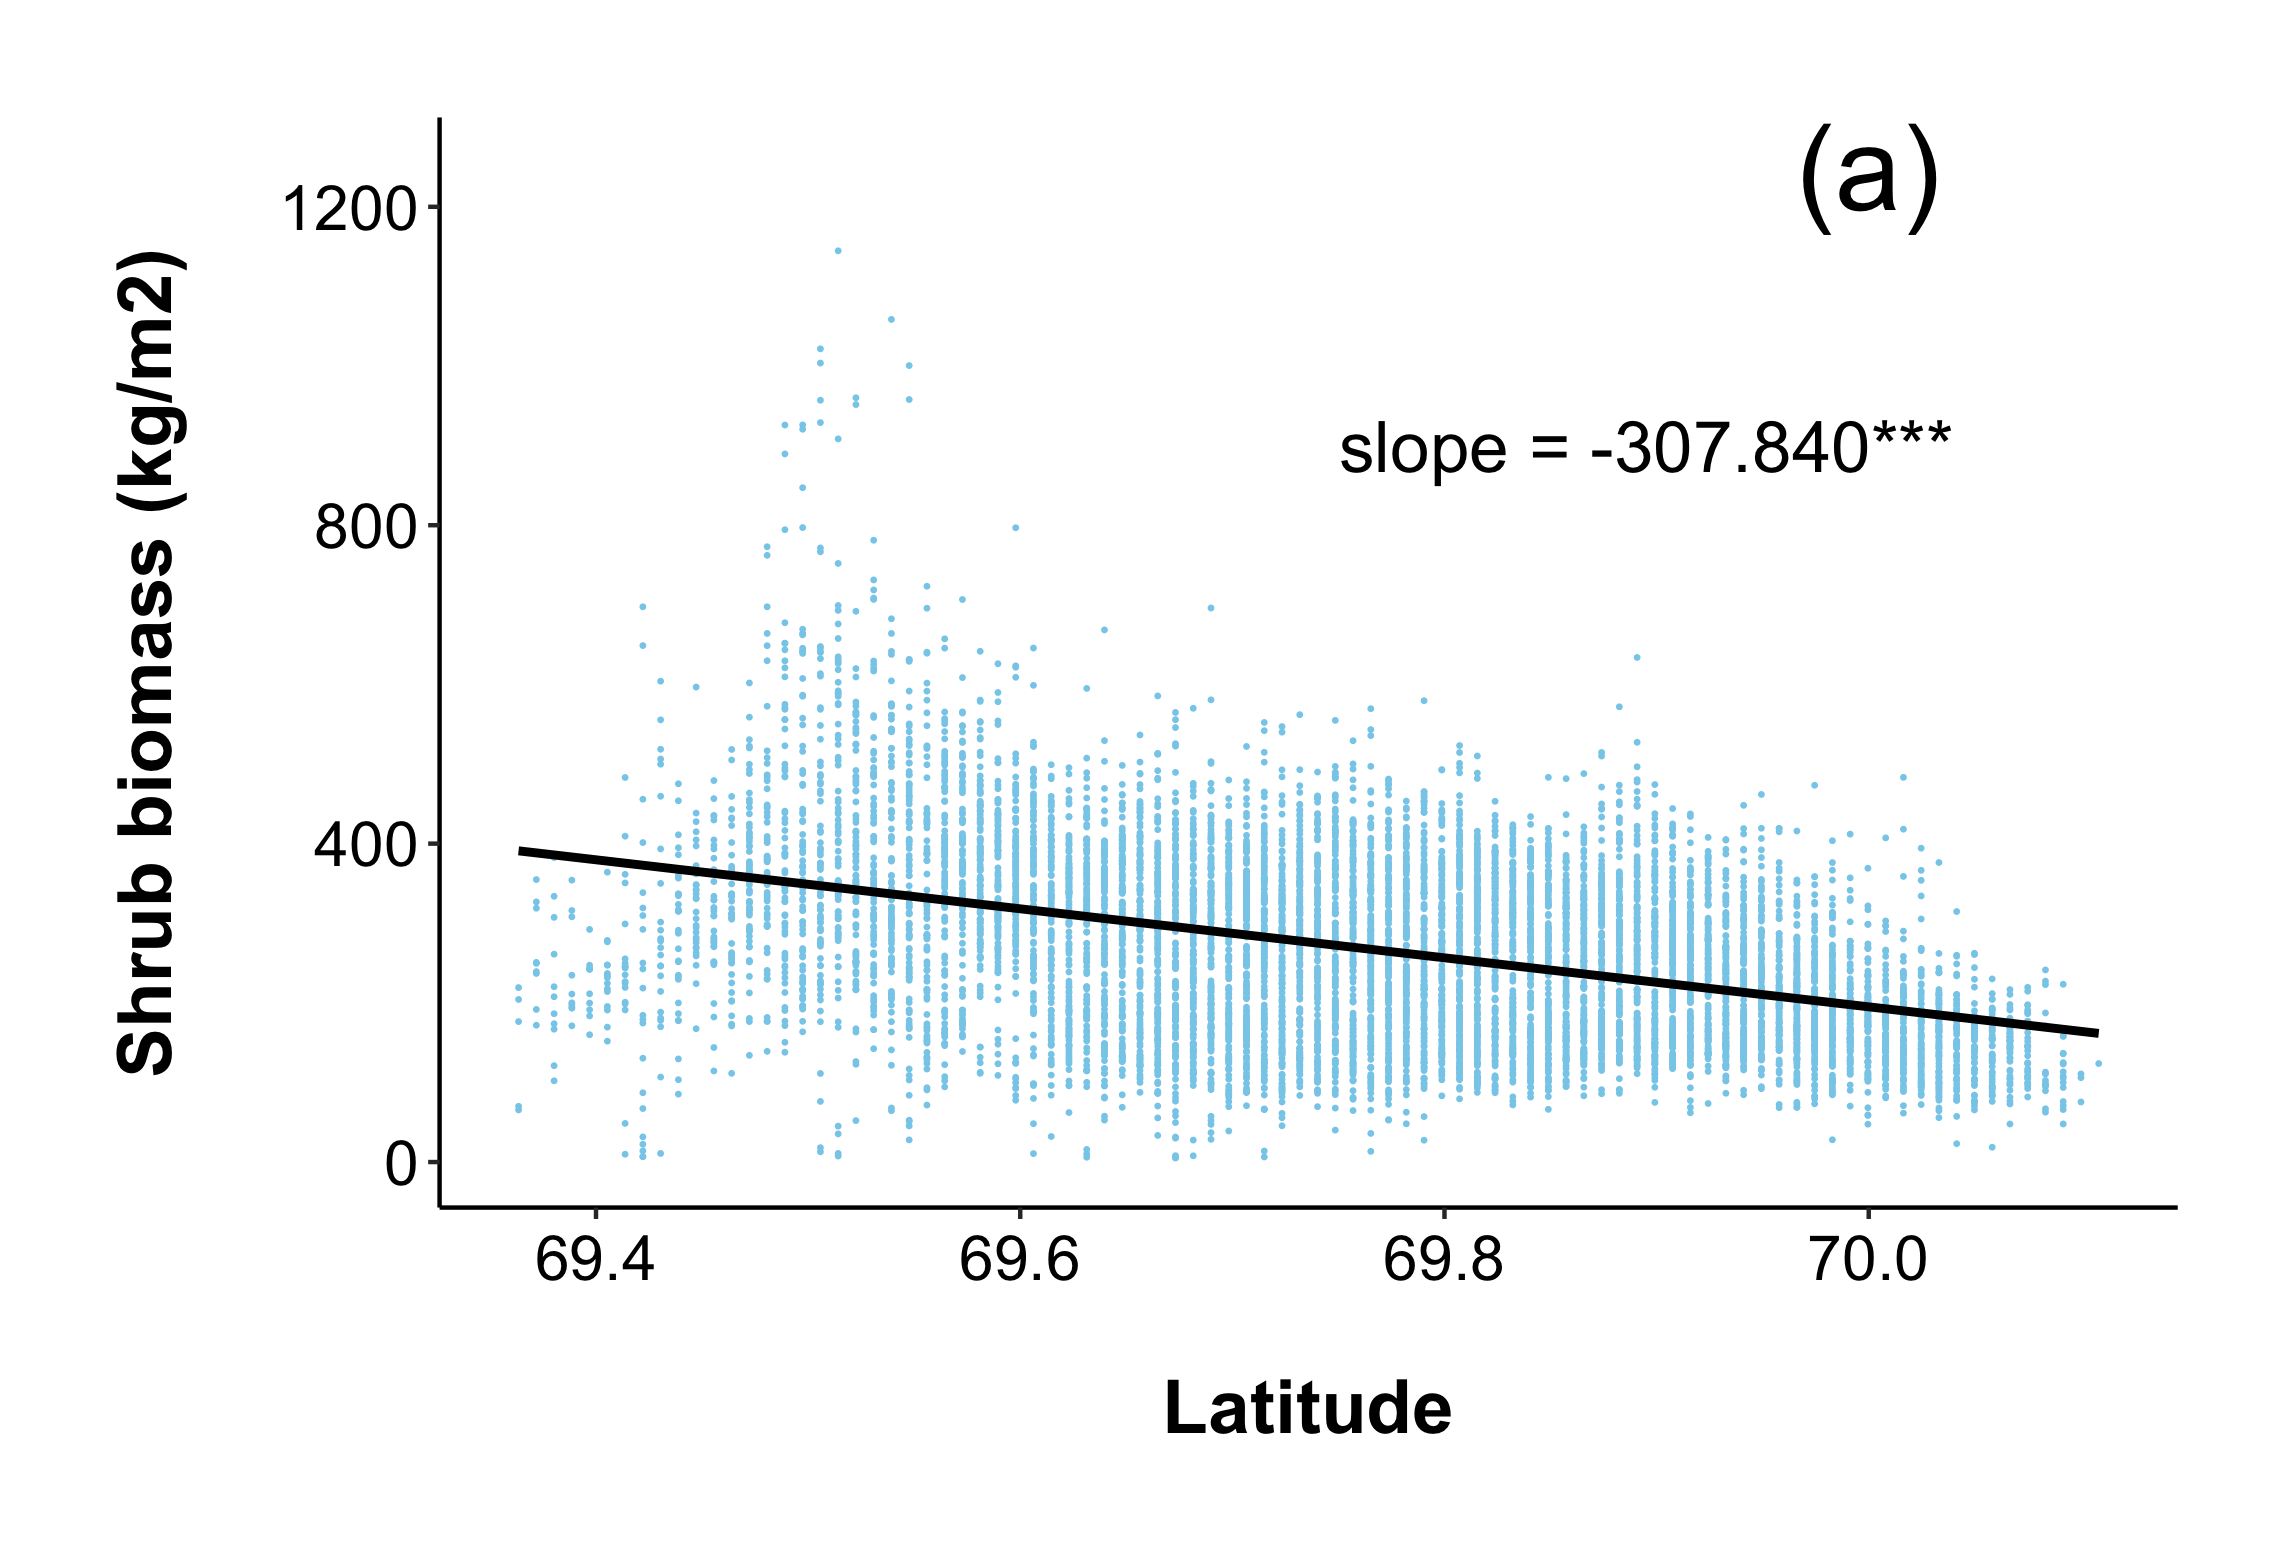 (a)
slope = -307.840***
Shrub biomass (kg/m2)
1200
800
400
0
69.4 69.6 69.8 70.0
Latitude